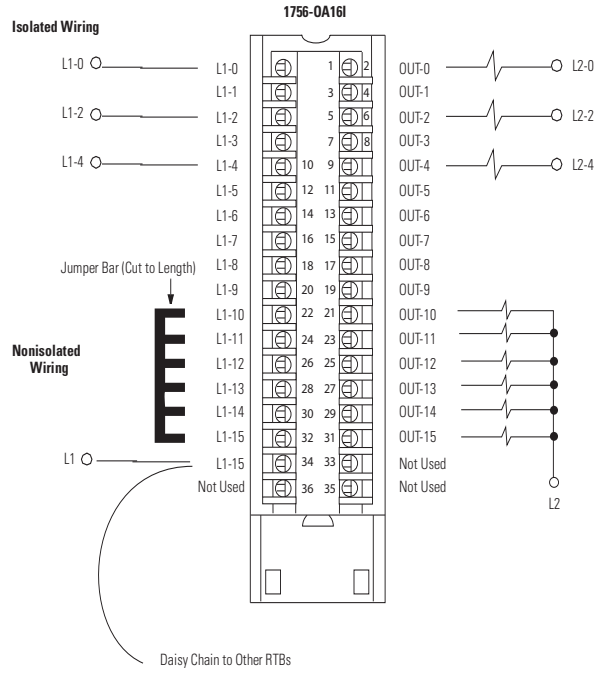 1756-OA16I
Isolated Wiring
L1-0 L1-0 1 2 OUT-0 L2-0
L1-1 3 4 OUT-1
L1-2 L1-2 5 6 OUT-2 L2-2
L1-3 7 8 OUT-3
L1-4 L1-4 10 9 OUT-4 L2-4
L1-5 12 11 OUT-5
L1-6 14 13 OUT-6
L1-7 16 15 OUT-7
Jumper Bar (Cut to Length)
L1-8 18 17 OUT-8
L1-9 20 19 OUT-9
L1-10 22 21 OUT-10
L1-11 24 23 OUT-11
Nonisolated
Wiring
L1-12 26 25 OUT-12
L1-13 28 27 OUT-13
L1-14 30 29 OUT-14
L1-15 32 31 OUT-15
L1 L1-15 34 33 Not Used
Not Used 36 35 Not Used
L2
Daisy Chain to Other RTBs